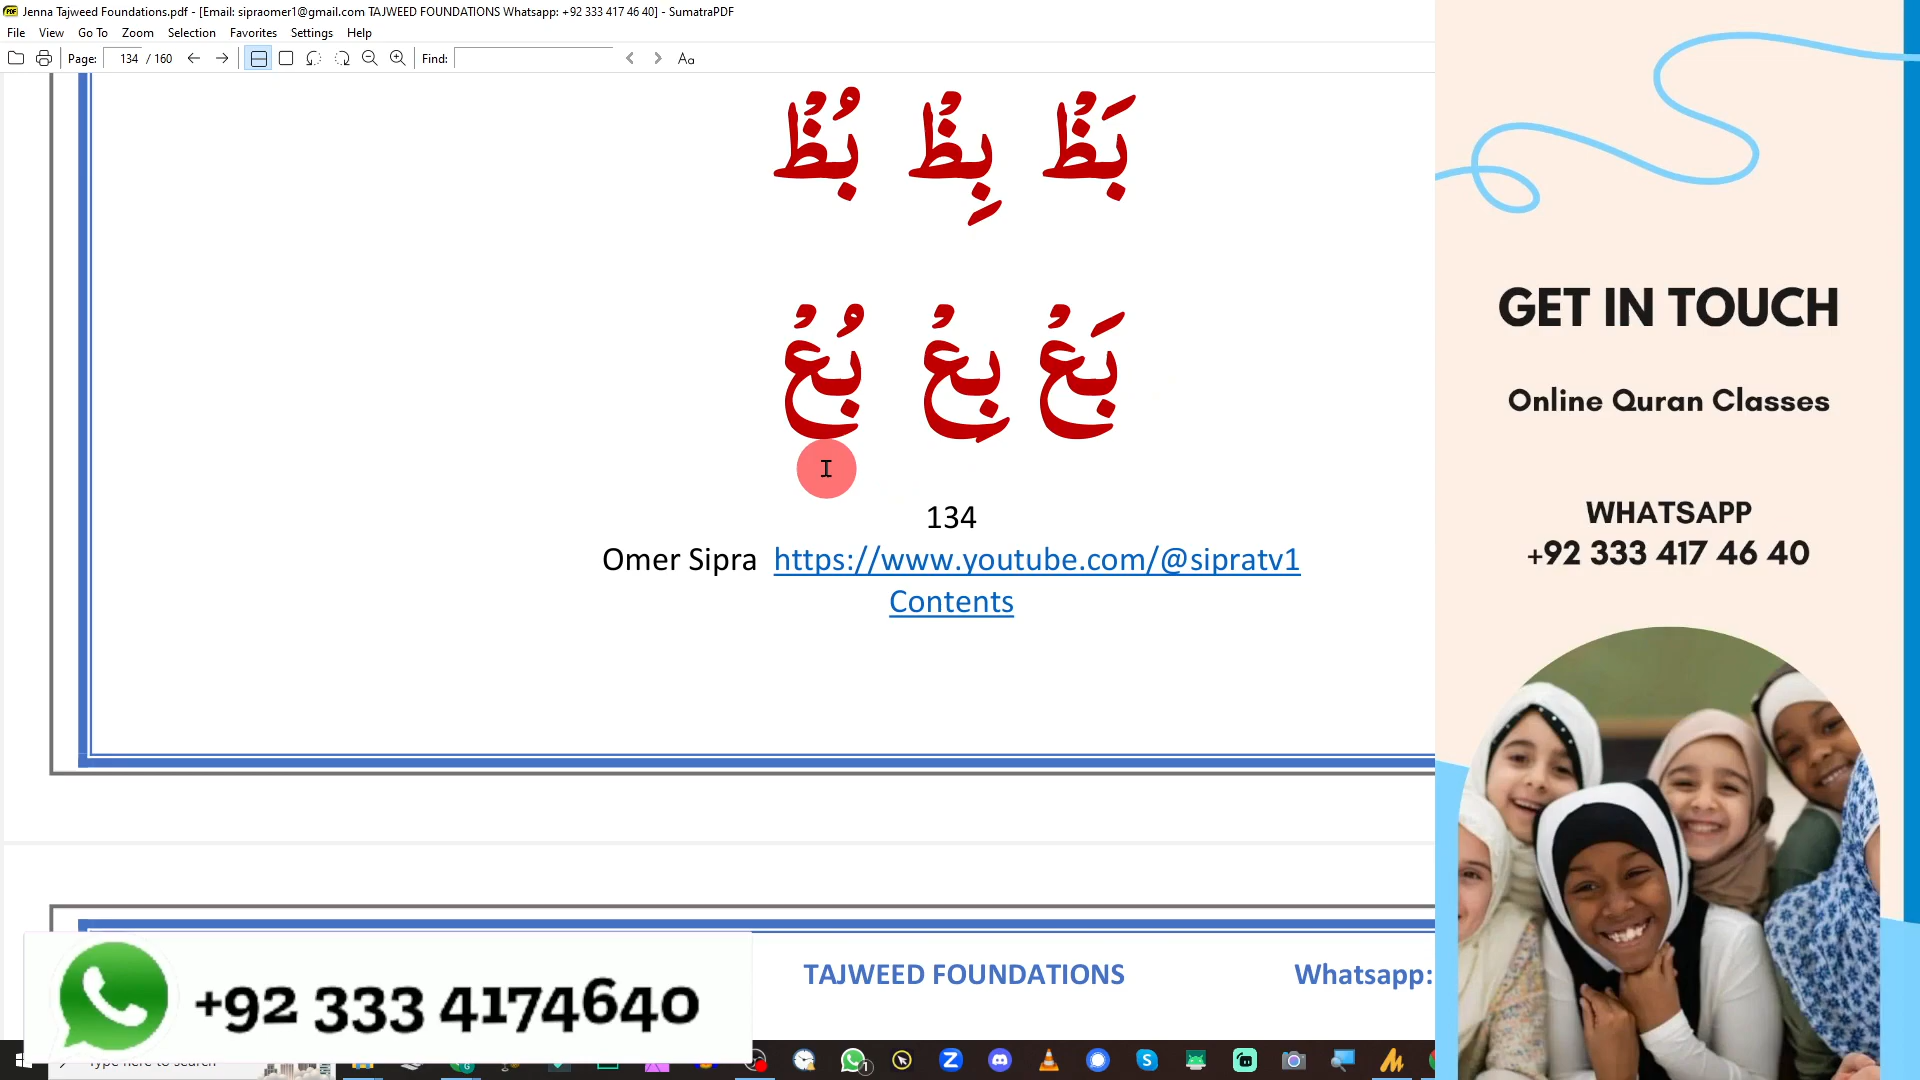 Jenna Tajweed Foundations.pdf - [Email: sipraomer1@gmail.com TAJWEED FOUNDATIONS Whatsapp: +92 333 417 46 40] - SumatraPDF
File View Go To Zoom Selection Favorites Settings Help
Page: 134 / 160 Find: Aa
بَظْ بِظْ بُظْ
بَعْ بِعْ بُعْ
134
Omer Sipra https://www.youtube.com/@sipratv1
Contents
TAJWEED FOUNDATIONS Whatsapp:
+92 333 4174640
GET IN TOUCH
Online Quran Classes
WHATSAPP
+92 333 417 46 40